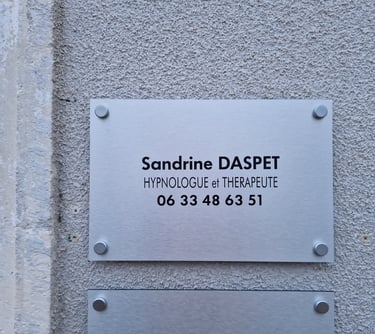 Sandrine DASPET
HYPNOLOGUE et THERAPEUTE
06 33 48 63 51